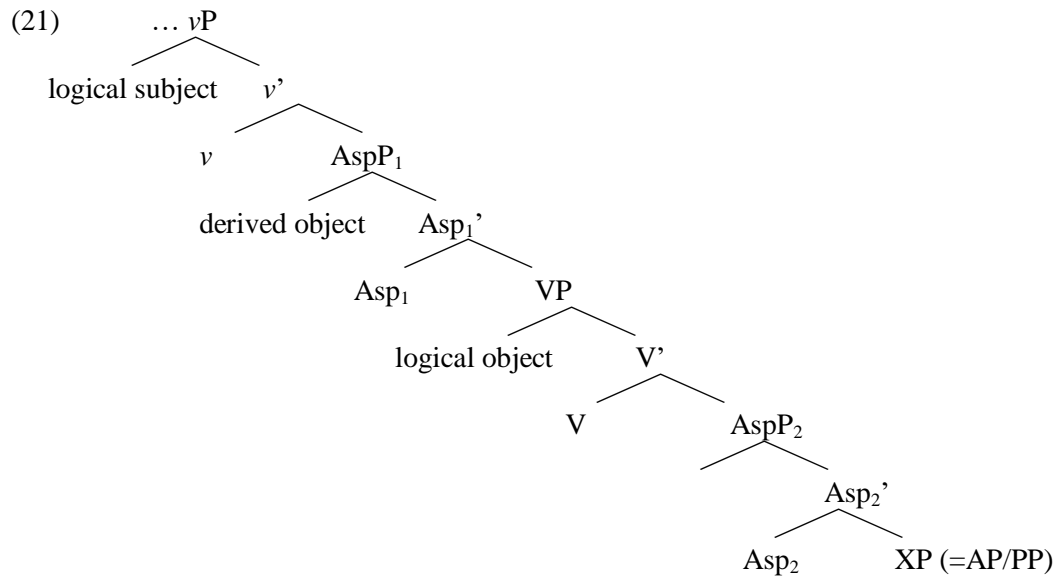 (21) … vP
logical subject v’
v AspP₁
derived object Asp₁’
Asp₁ VP
logical object V’
V AspP₂
Asp₂’
Asp₂ XP (=AP/PP)